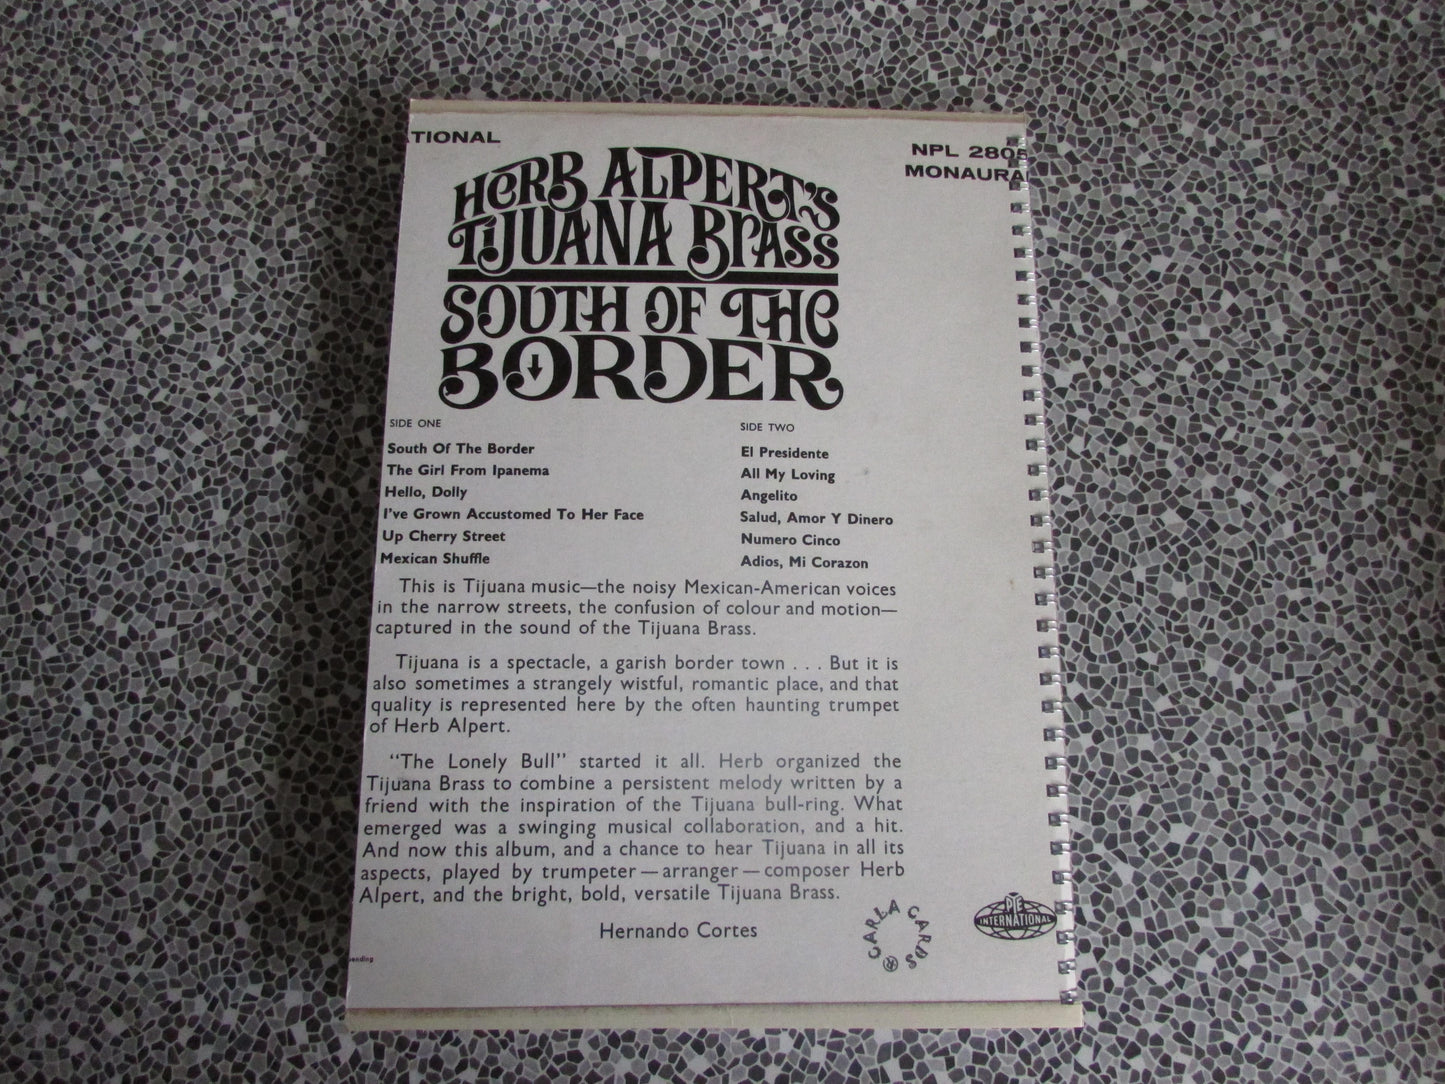 TIONAL
NPL 2805
MONAURAL
HERB ALPERT'S
TIJUANA BRASS
SOUTH OF THE
BORDER
SIDE ONE
South Of The Border
The Girl From Ipanema
Hello, Dolly
I've Grown Accustomed To Her Face
Up Cherry Street
Mexican Shuffle
SIDE TWO
El Presidente
All My Loving
Angelito
Salud, Amor Y Dinero
Numero Cinco
Adios, Mi Corazon
This is Tijuana music—the noisy Mexican-American voices
in the narrow streets, the confusion of colour and motion—
captured in the sound of the Tijuana Brass.
Tijuana is a spectacle, a garish border town . . . But it is
also sometimes a strangely wistful, romantic place, and that
quality is represented here by the often haunting trumpet
of Herb Alpert.
"The Lonely Bull" started it all. Herb organized the
Tijuana Brass to combine a persistent melody written by a
friend with the inspiration of the Tijuana bull-ring. What
emerged was a swinging musical collaboration, and a hit.
And now this album, and a chance to hear Tijuana in all its
aspects, played by trumpeter — arranger — composer Herb
Alpert, and the bright, bold, versatile Tijuana Brass.
Hernando Cortes
CARLA CARDS ®
PYE
INTERNATIONAL